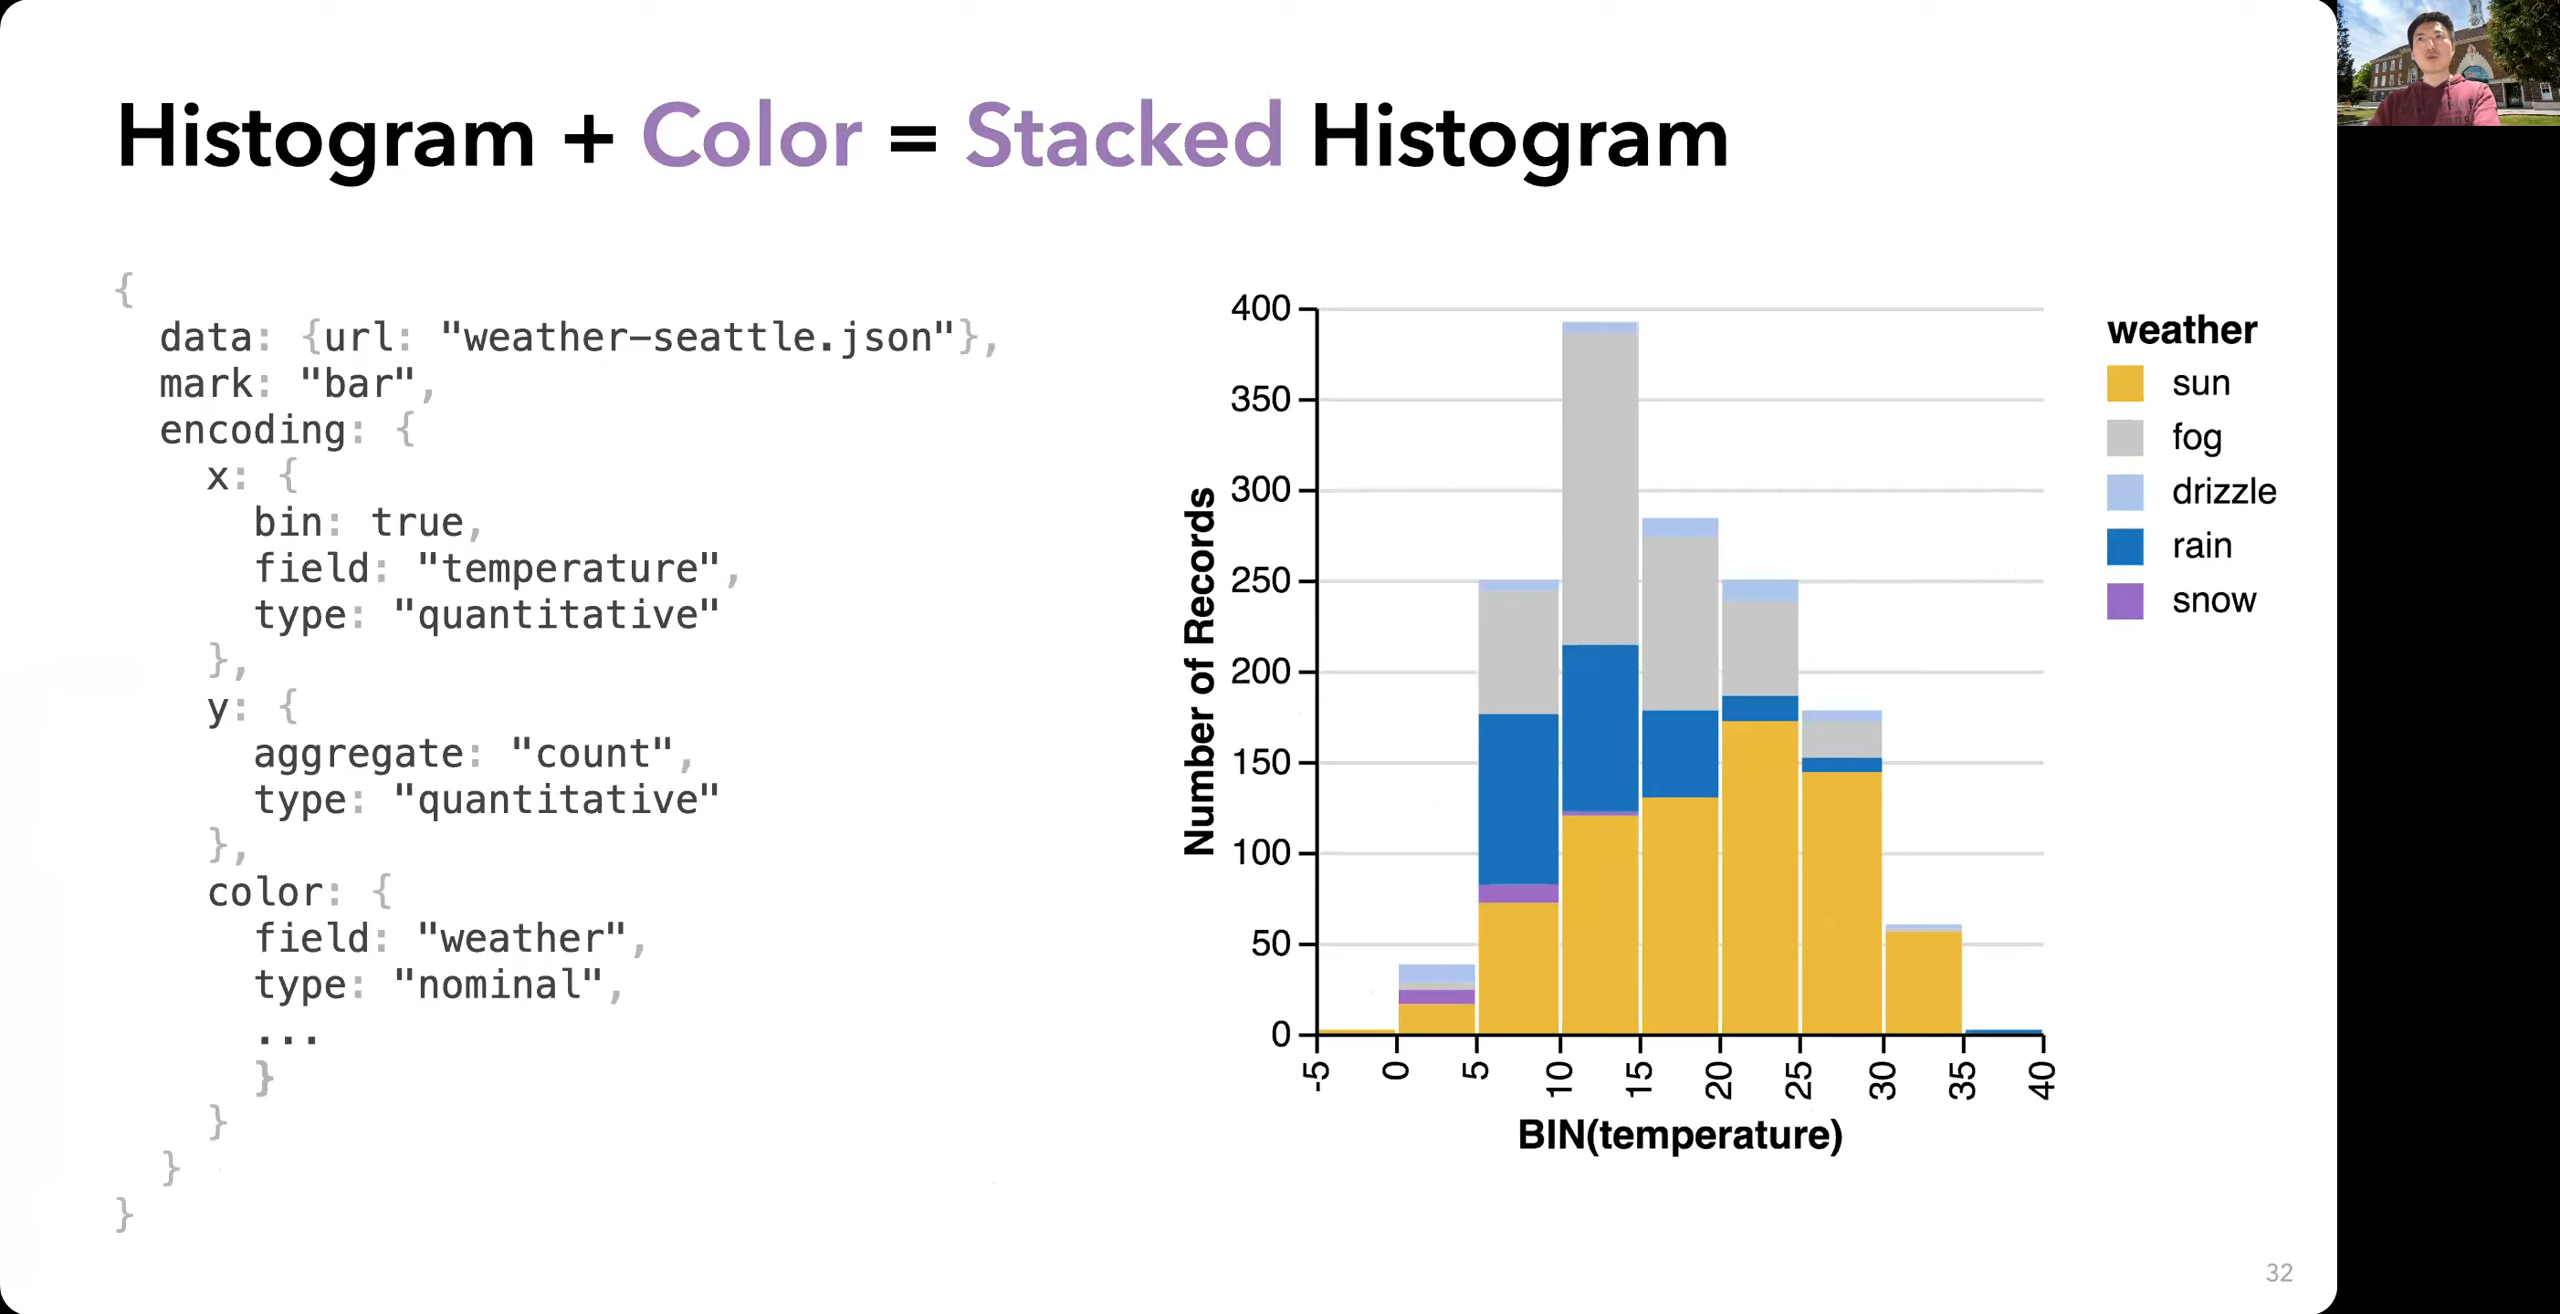 Histogram + Color = Stacked Histogram
{
data: {url: "weather-seattle.json"},
mark: "bar",
encoding: {
x: {
bin: true,
field: "temperature",
type: "quantitative"
},
y: {
aggregate: "count",
type: "quantitative"
},
color: {
field: "weather",
type: "nominal",
...
}
}
}
}
Number of Records
400
350
300
250
200
150
100
50
0
-5 0 5 10 15 20 25 30 35 40
BIN(temperature)
weather
sun
fog
drizzle
rain
snow
32